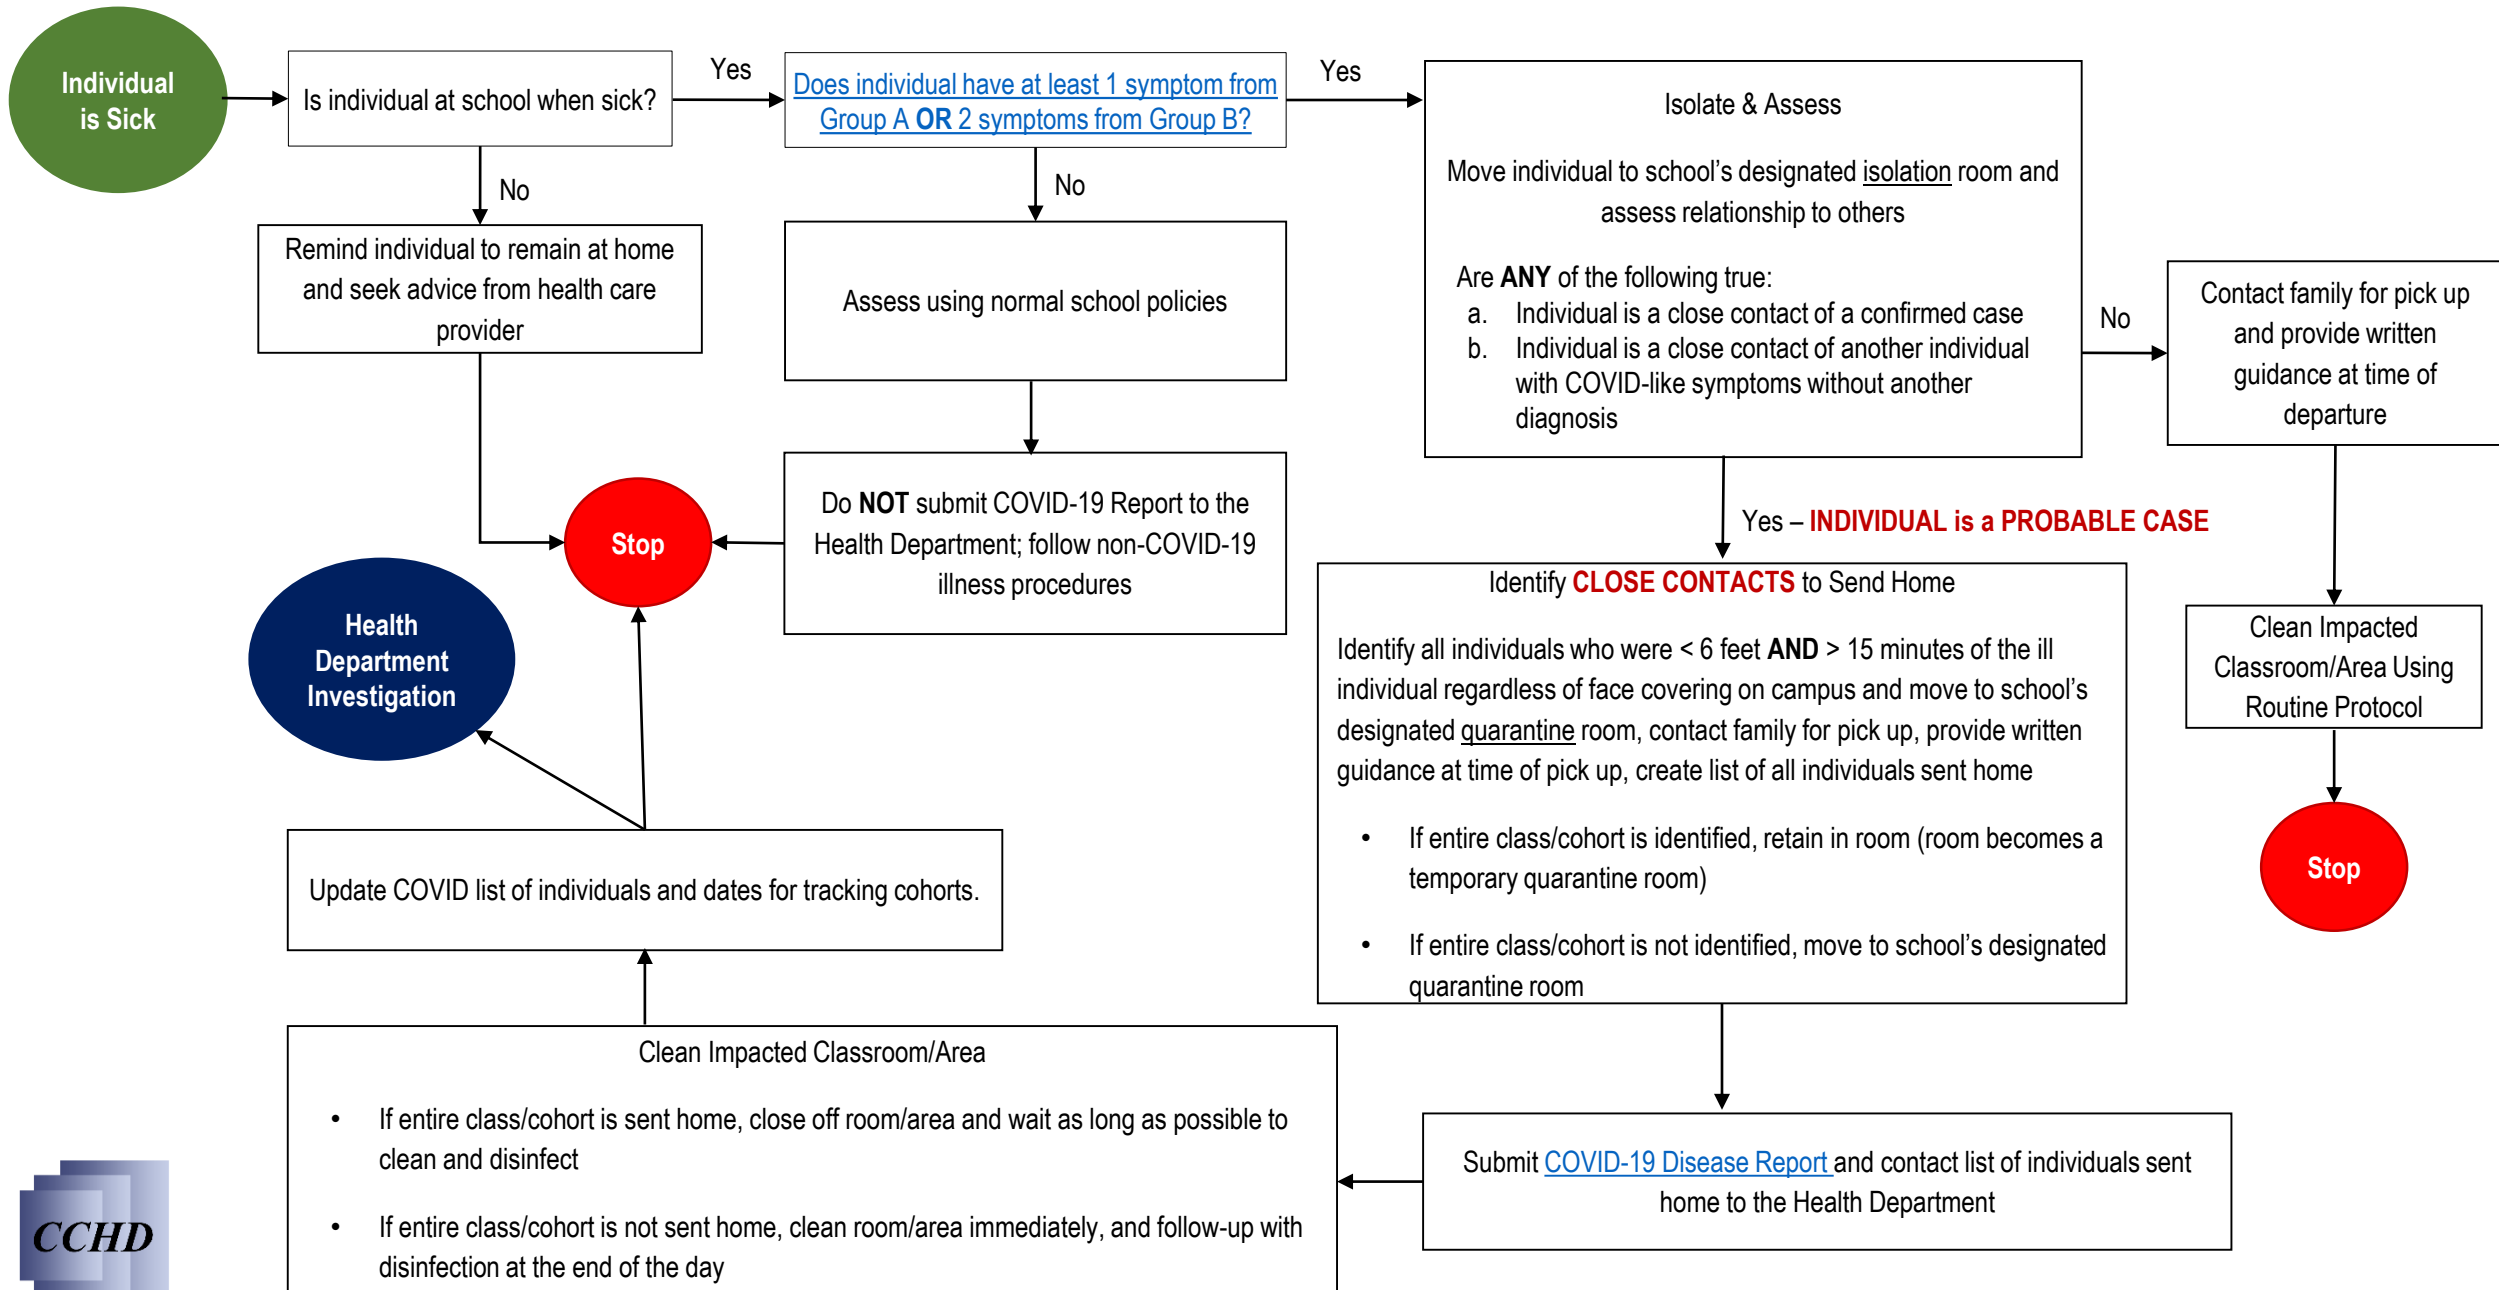 Individual
is Sick
Is individual at school when sick?
Yes
Does individual have at least 1 symptom from
Group A OR 2 symptoms from Group B?
Yes
Isolate & Assess
Move individual to school's designated isolation room and
assess relationship to others
Are ANY of the following true:
a. Individual is a close contact of a confirmed case
b. Individual is a close contact of another individual
with COVID-like symptoms without another
diagnosis
No
Contact family for pick up
and provide written
guidance at time of
departure
No
Remind individual to remain at home
and seek advice from health care
provider
No
Assess using normal school policies
Do NOT submit COVID-19 Report to the
Health Department; follow non-COVID-19
illness procedures
Stop
Yes – INDIVIDUAL is a PROBABLE CASE
Identify CLOSE CONTACTS to Send Home
Identify all individuals who were < 6 feet AND > 15 minutes of the ill
individual regardless of face covering on campus and move to school's
designated quarantine room, contact family for pick up, provide written
guidance at time of pick up, create list of all individuals sent home
• If entire class/cohort is identified, retain in room (room becomes a
temporary quarantine room)
• If entire class/cohort is not identified, move to school's designated
quarantine room
Clean Impacted
Classroom/Area Using
Routine Protocol
Stop
Health
Department
Investigation
Update COVID list of individuals and dates for tracking cohorts.
Clean Impacted Classroom/Area
• If entire class/cohort is sent home, close off room/area and wait as long as possible to
clean and disinfect
• If entire class/cohort is not sent home, clean room/area immediately, and follow-up with
disinfection at the end of the day
Submit COVID-19 Disease Report and contact list of individuals sent
home to the Health Department
CCHD